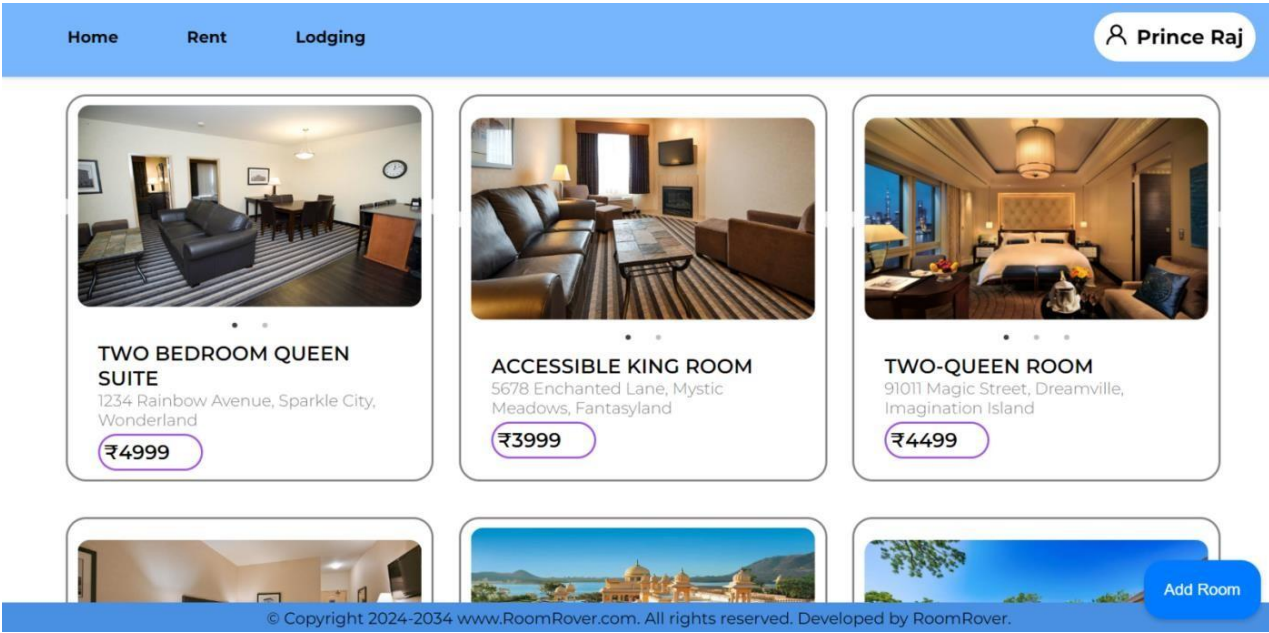 Home Rent Lodging Prince Raj
TWO BEDROOM QUEEN
SUITE
1234 Rainbow Avenue, Sparkle City,
Wonderland
₹4999
ACCESSIBLE KING ROOM
5678 Enchanted Lane, Mystic
Meadows, Fantasyland
₹3999
TWO-QUEEN ROOM
91011 Magic Street, Dreamville,
Imagination Island
₹4499
Add Room
© Copyright 2024-2034 www.RoomRover.com. All rights reserved. Developed by RoomRover.